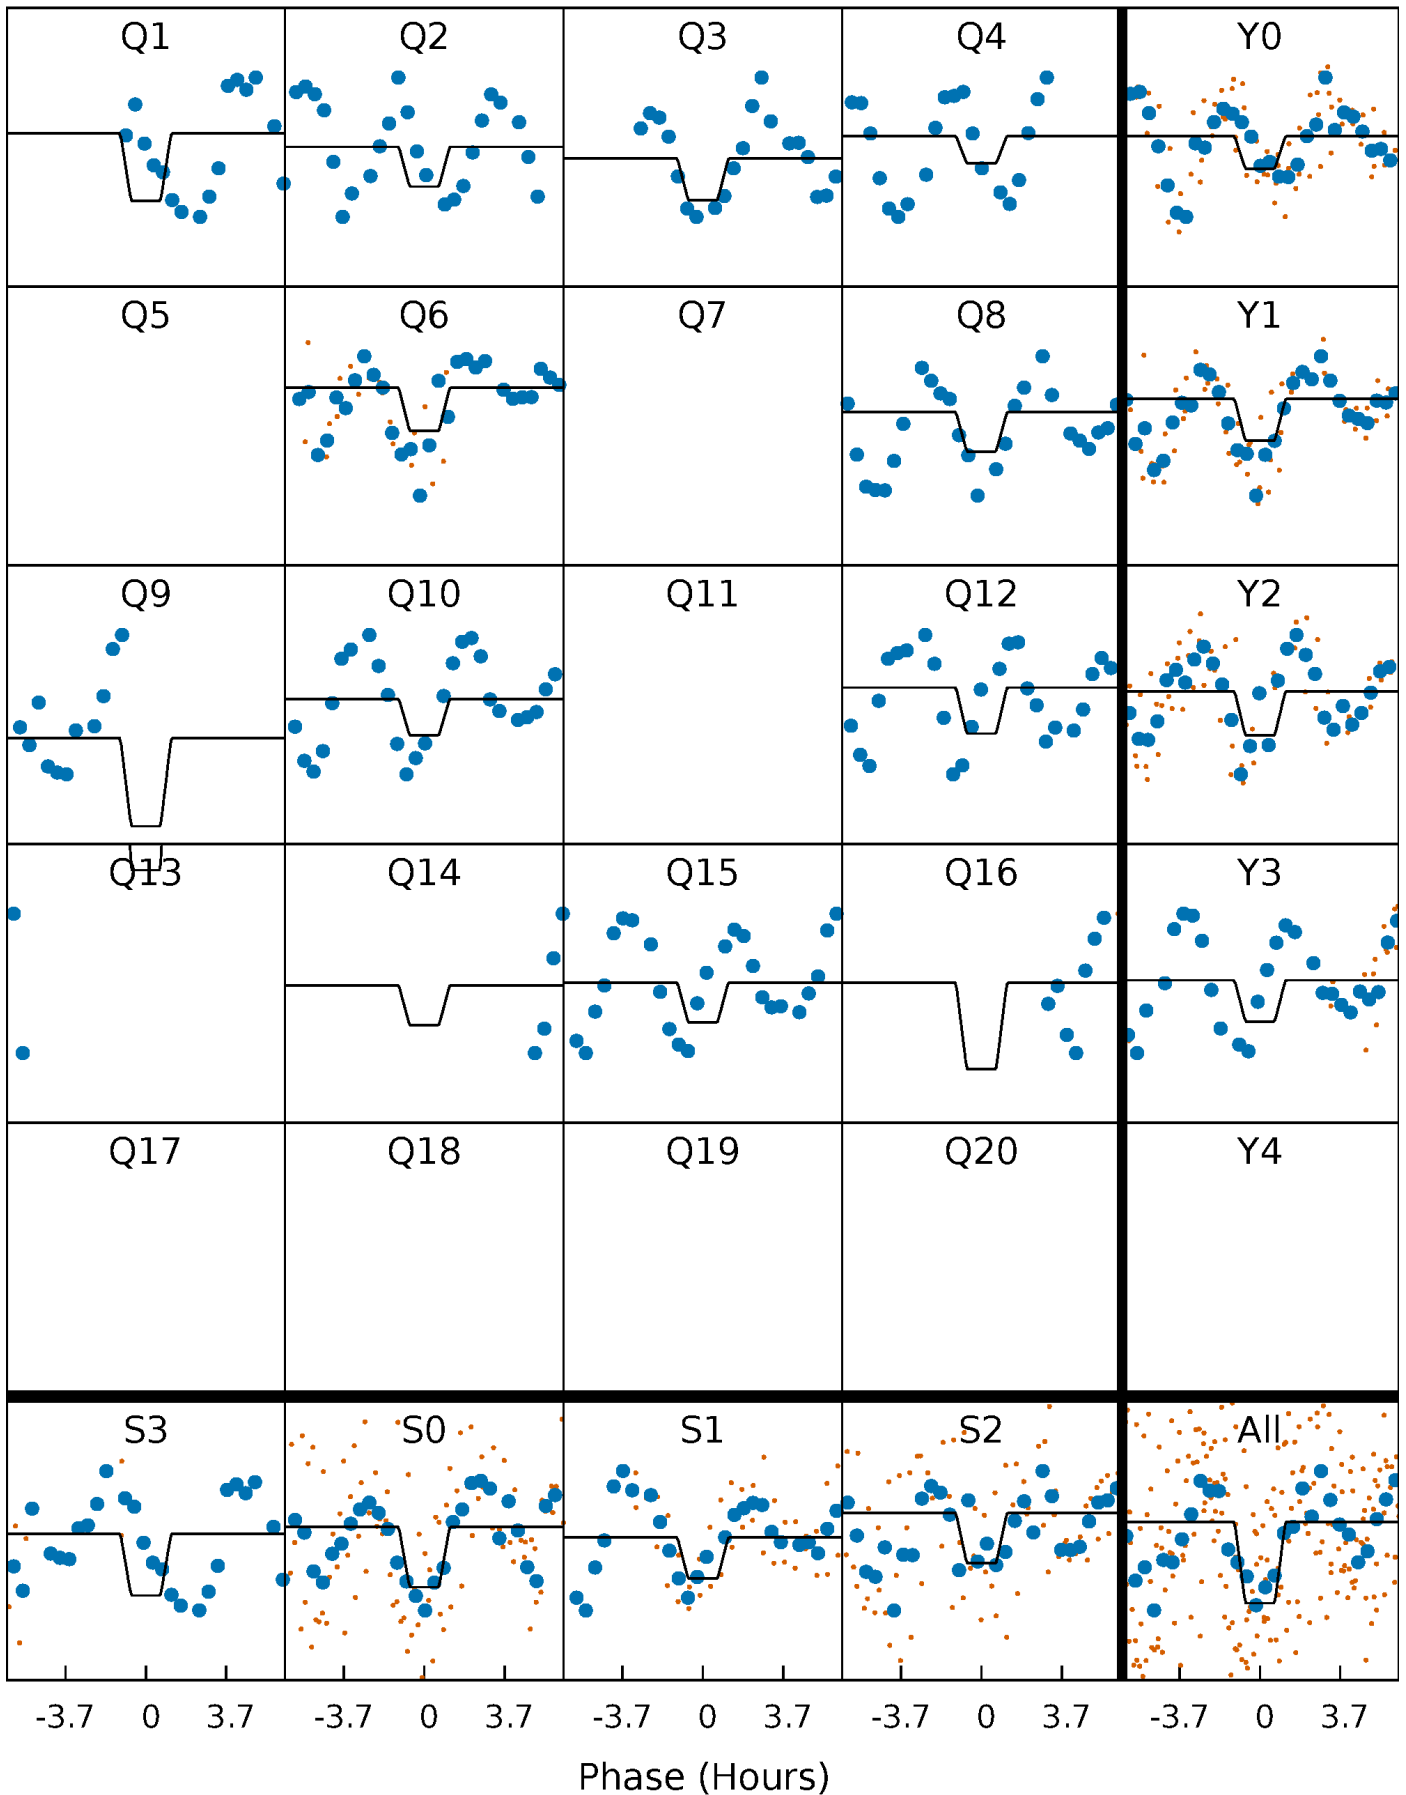 Q1 Q2 Q3 Q4 Y0
Q5 Q6 Q7 Q8 Y1
Q9 Q10 Q11 Q12 Y2
Q13 Q14 Q15 Q16 Y3
Q17 Q18 Q19 Q20 Y4
S3 S0 S1 S2 All
-3.7 0 3.7 -3.7 0 3.7 -3.7 0 3.7 -3.7 0 3.7 -3.7 0 3.7
Phase (Hours)